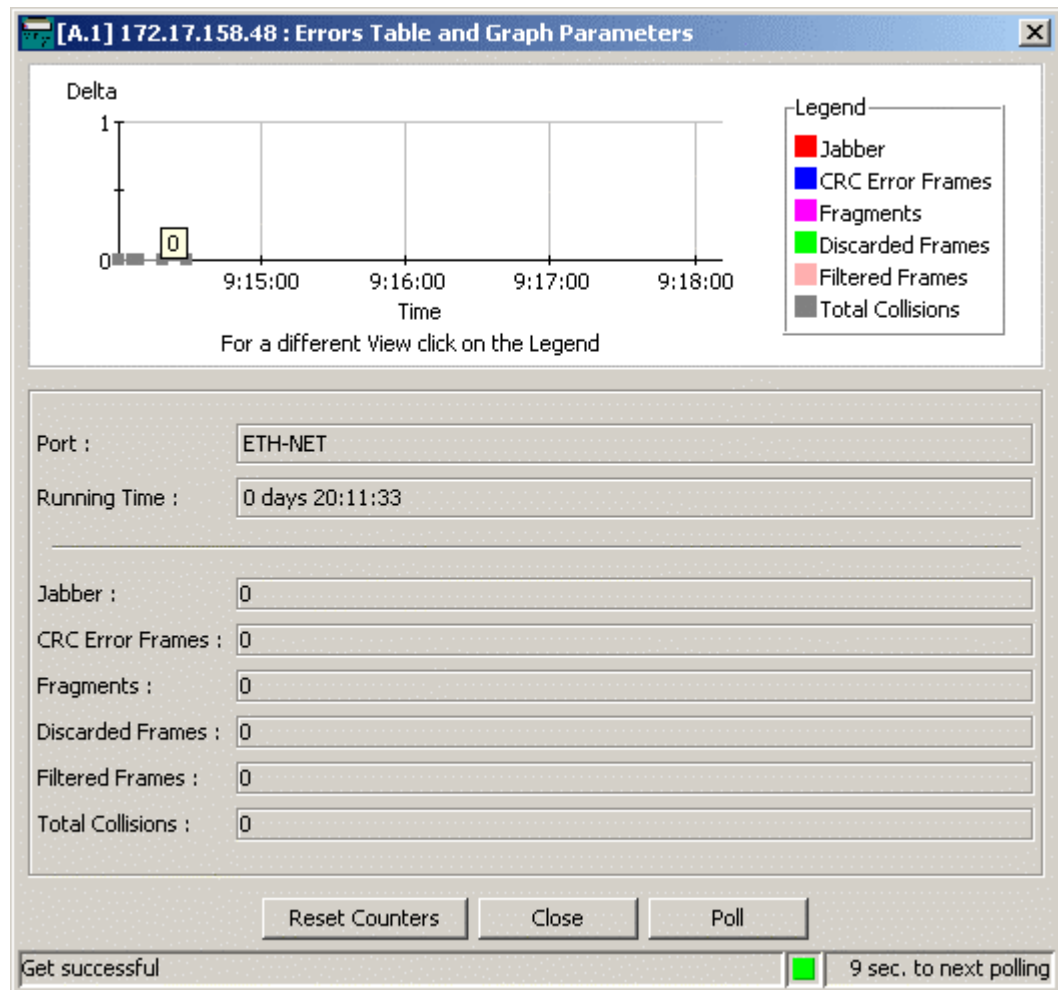 [A.1] 172.17.158.48 : Errors Table and Graph Parameters
Delta
1
0
0
9:15:00 9:16:00 9:17:00 9:18:00
Time
For a different View click on the Legend
Legend
Jabber
CRC Error Frames
Fragments
Discarded Frames
Filtered Frames
Total Collisions
Port : ETH-NET
Running Time : 0 days 20:11:33
Jabber : 0
CRC Error Frames : 0
Fragments : 0
Discarded Frames : 0
Filtered Frames : 0
Total Collisions : 0
Reset Counters Close Poll
Get successful 9 sec. to next polling